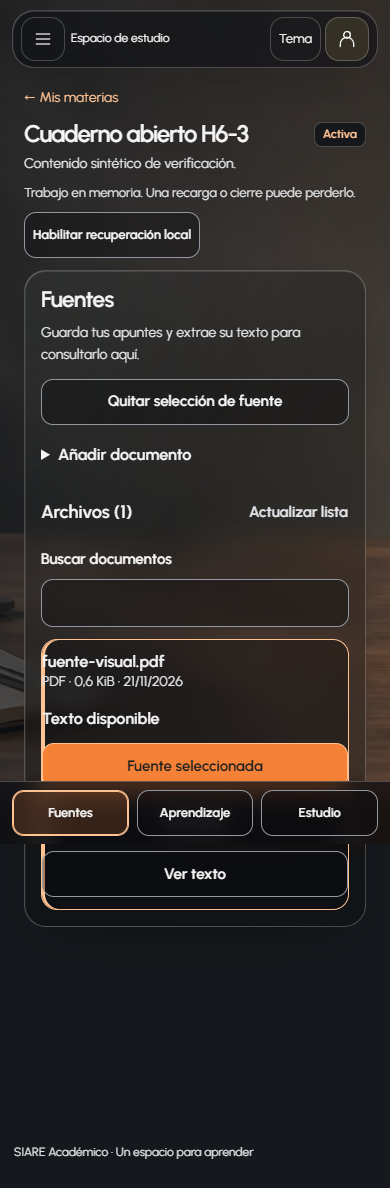 Espacio de estudio
Tema
← Mis materias
Cuaderno abierto H6-3
Activa
Contenido sintético de verificación.
Trabajo en memoria. Una recarga o cierre puede perderlo.
Habilitar recuperación local
Fuentes
Guarda tus apuntes y extrae su texto para
consultarlo aquí.
Quitar selección de fuente
▶ Añadir documento
Archivos (1)
Actualizar lista
Buscar documentos
fuente-visual.pdf
PDF · 0,6 KiB · 21/11/2026
Texto disponible
Fuente seleccionada
Fuentes
Aprendizaje
Estudio
Ver texto
SIARE Académico · Un espacio para aprender